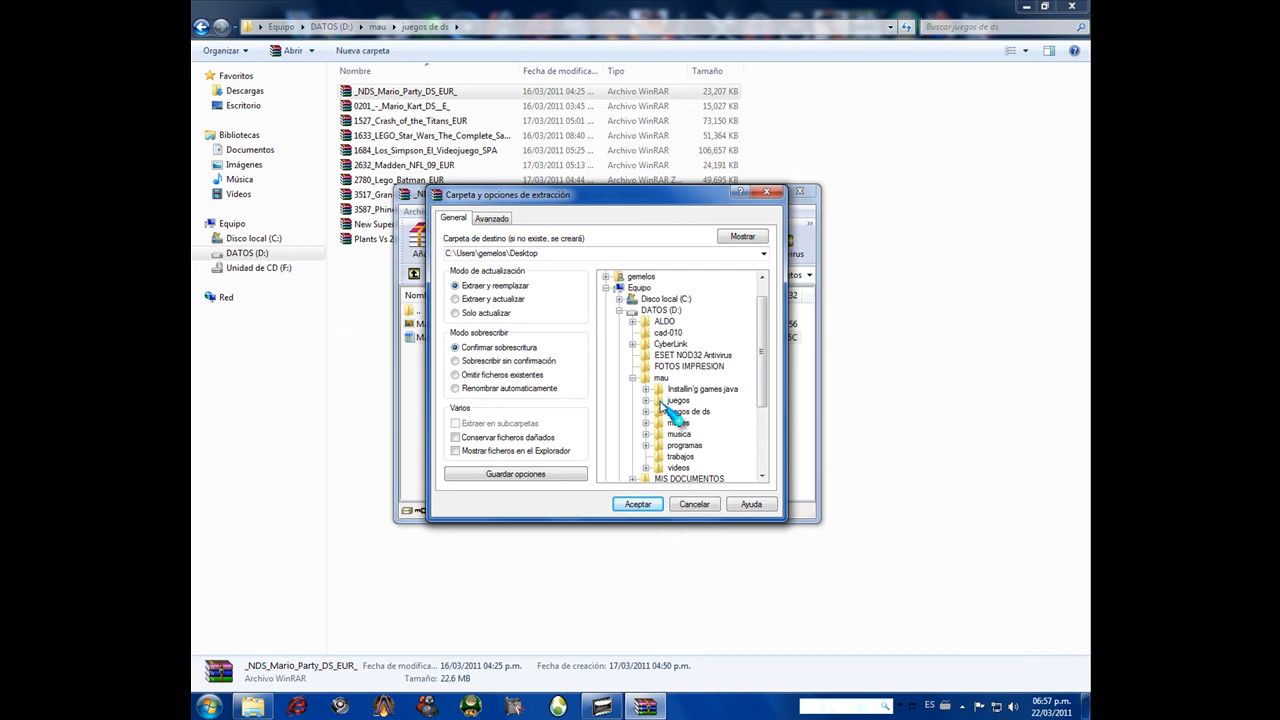 Equipo ▸ DATOS (D:) ▸ mau ▸ juegos de ds ▸
Buscar juegos de ds
Organizar Abrir Nueva carpeta
Favoritos
Descargas
Escritorio
Bibliotecas
Documentos
Imágenes
Música
Vídeos
Equipo
Disco local (C:)
DATOS (D:)
Unidad de CD (F:)
Red
Nombre Fecha de modifica... Tipo Tamaño
_NDS_Mario_Party_DS_EUR_ 16/03/2011 04:25 ... Archivo WinRAR 23,207 KB
0201_-_Mario_Kart_DS__E_ 16/03/2011 03:45 ... Archivo WinRAR 15,027 KB
1527_Crash_of_the_Titans_EUR 17/03/2011 05:01 ... Archivo WinRAR 73,150 KB
1633_LEGO_Star_Wars_The_Complete_Sa... 16/03/2011 08:40 ... Archivo WinRAR 51,364 KB
1684_Los_Simpson_El_Videojuego_SPA 16/03/2011 05:25 ... Archivo WinRAR 106,657 KB
2632_Madden_NFL_09_EUR 17/03/2011 05:13 ... Archivo WinRAR 24,191 KB
2780_Lego_Batman_EUR 17/03/2011 04:44 ... Archivo WinRAR Z... 49,695 KB
3517_Gran
3587_Phin
New Super
Plants Vs Z
Carpeta y opciones de extracción
General Avanzado
Carpeta de destino (si no existe, se creará)
Mostrar
C:\Users\gemelos\Desktop
Modo de actualización
Extraer y reemplazar
Extraer y actualizar
Solo actualizar
Modo sobrescribir
Confirmar sobrescritura
Sobrescribir sin confirmación
Omitir ficheros existentes
Renombrar automaticamente
Varios
Extraer en subcarpetas
Conservar ficheros dañados
Mostrar ficheros en el Explorador
Guardar opciones
gemelos
Equipo
Disco local (C:)
DATOS (D:)
ALDO
cad-010
CyberLink
ESET NOD32 Antivirus
FOTOS IMPRESION
mau
Installin'g games java
juegos
juegos de ds
musica
programas
trabajos
videos
MIS DOCUMENTOS
Aceptar Cancelar Ayuda
_NDS_Mario_Party_DS_EUR_ Fecha de modifica... 16/03/2011 04:25 p.m. Fecha de creación: 17/03/2011 04:50 p.m.
Archivo WinRAR Tamaño: 22.6 MB
ES
06:57 p.m.
22/03/2011